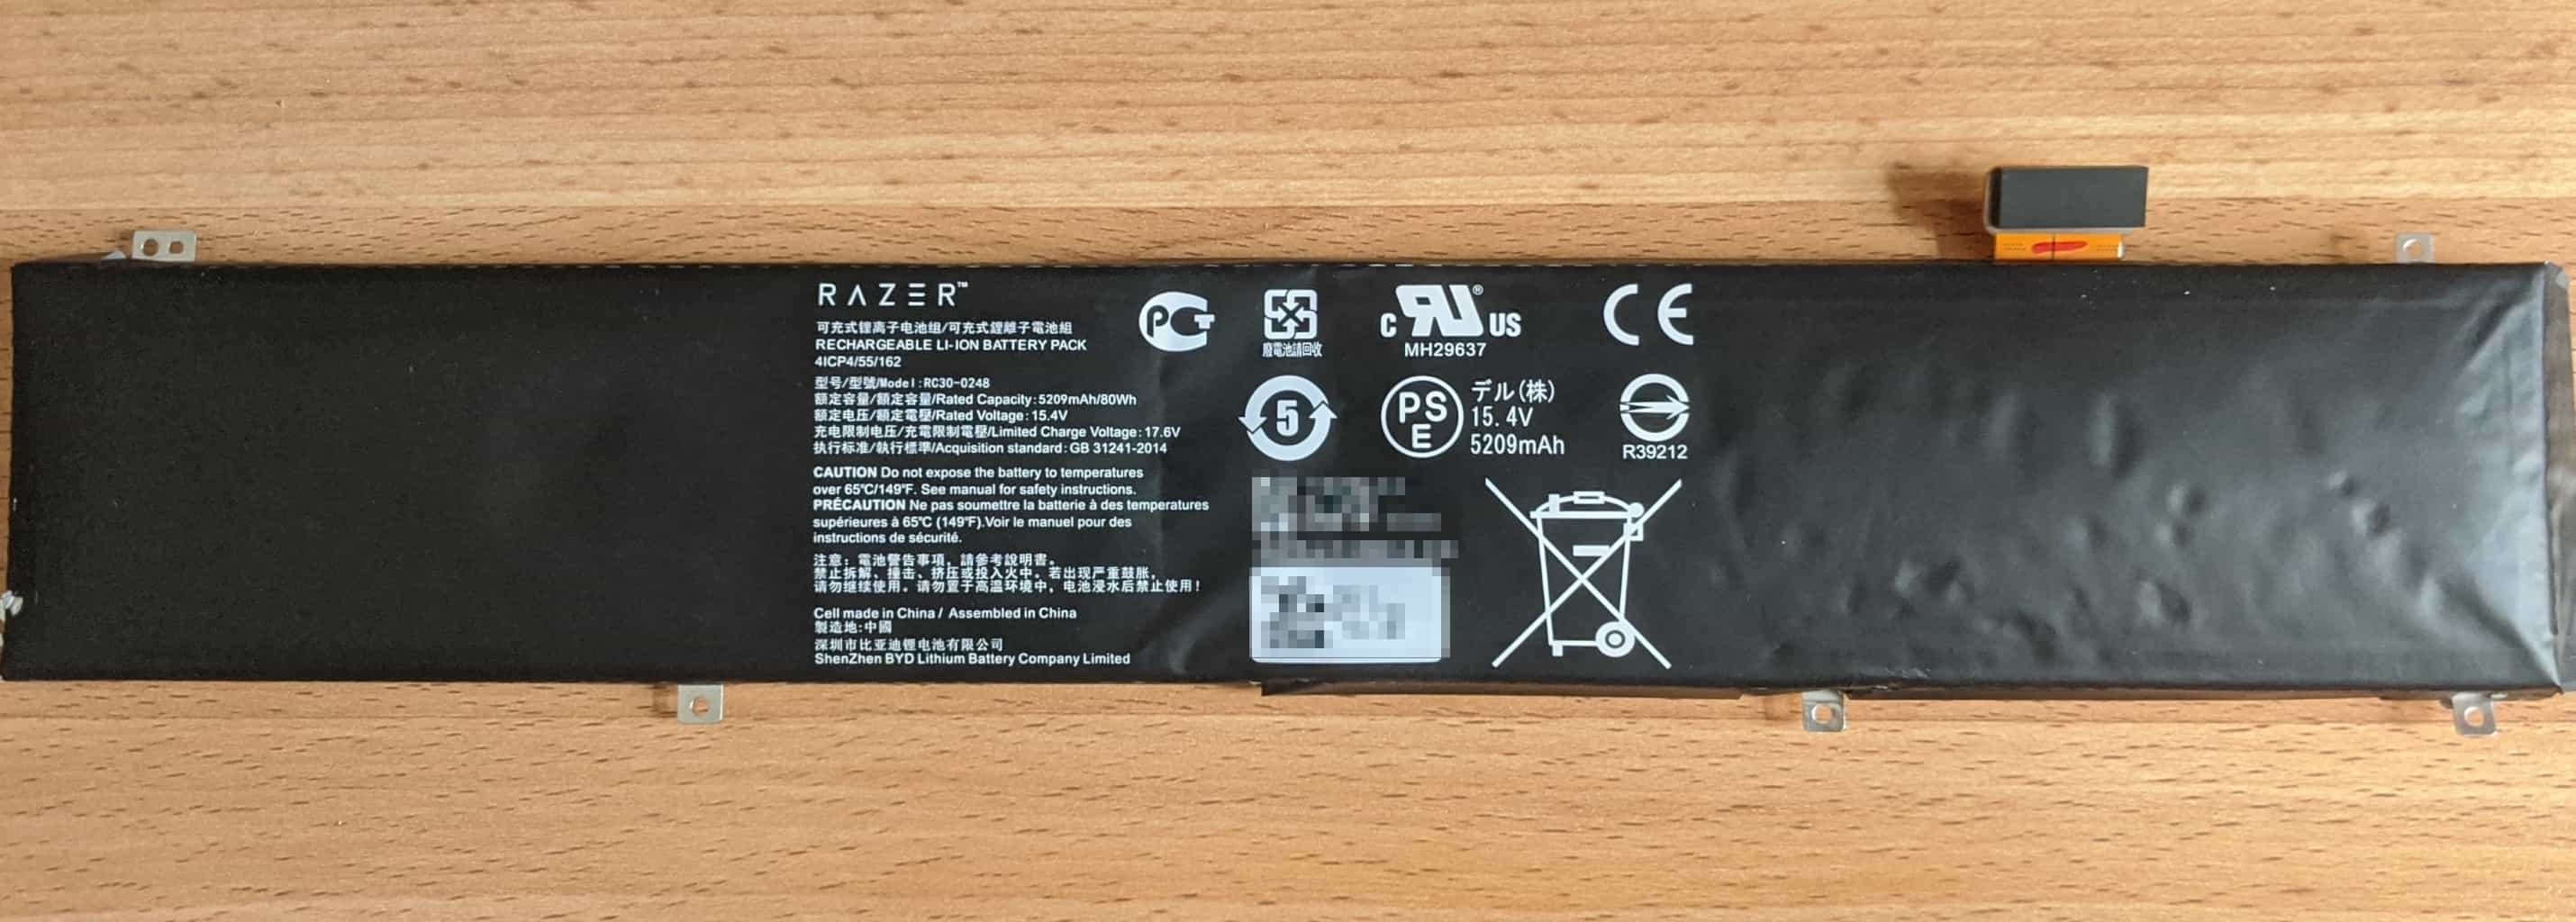 RAZER™
可充式锂离子电池组/可充式鋰離子電池組
RECHARGEABLE LI-ION BATTERY PACK
4ICP4/55/162
型号/型號/Model:RC30-0248
额定容量/額定容量/Rated Capacity:5209mAh/80Wh
额定电压/額定電壓/Rated Voltage:15.4V
充电限制电压/充電限制電壓/Limited Charge Voltage:17.6V
执行标准/執行標準/Acquisition standard:GB 31241-2014
CAUTION Do not expose the battery to temperatures
over 65℃/149℉. See manual for safety instructions.
PRÉCAUTION Ne pas soumettre la batterie à des temperatures
supérieures à 65℃ (149℉).Voir le manuel pour des
instructions de sécurité.
注意：電池警告事項，請參考說明書。
禁止拆解、撞击、挤压或投入火中。若出现严重鼓胀，
请勿继续使用。请勿置于高温环境中，电池浸水后禁止使用！
Cell made in China / Assembled in China
製造地:中國
深圳市比亚迪锂电池有限公司
ShenZhen BYD Lithium Battery Company Limited
PCT
廢電池請回收
C RU® US
MH29637
CE
5
PS
E
デル(株)
15.4V
5209mAh
R39212